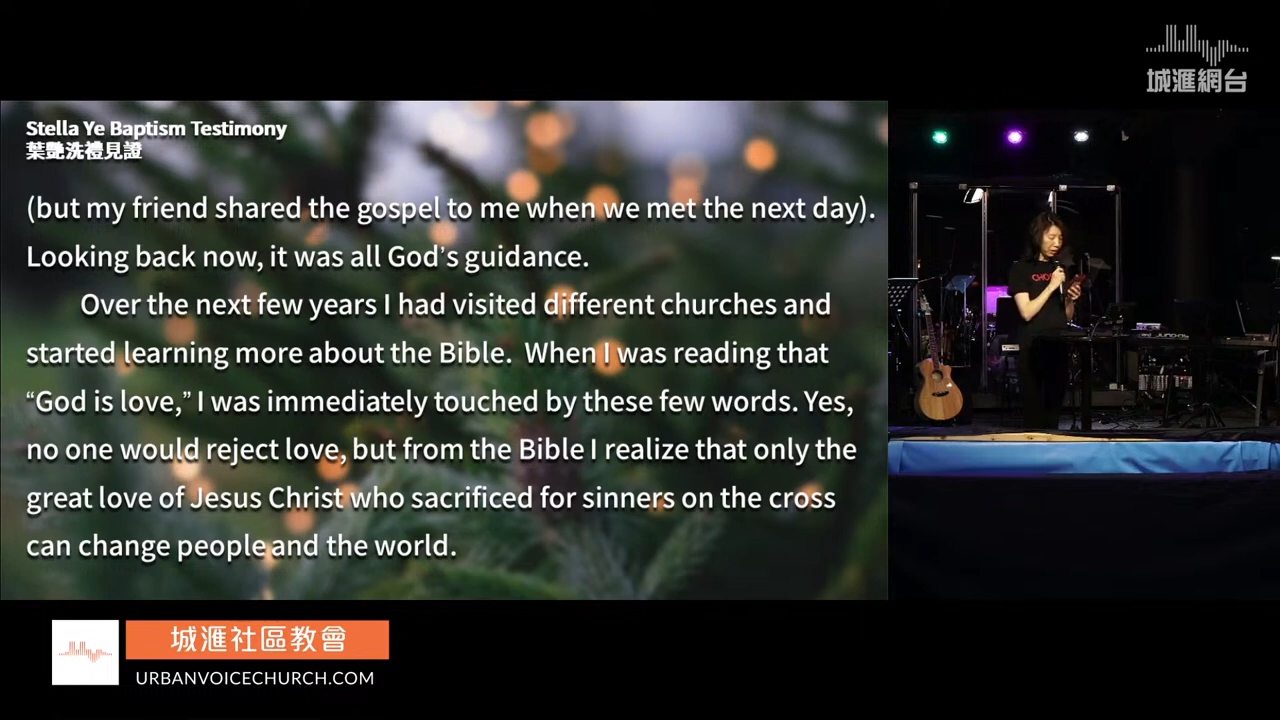 城滙網台
Stella Ye Baptism Testimony
葉艷洗禮見證
(but my friend shared the gospel to me when we met the next day).
Looking back now, it was all God's guidance.
Over the next few years I had visited different churches and
started learning more about the Bible.  When I was reading that
“God is love,” I was immediately touched by these few words. Yes,
no one would reject love, but from the Bible I realize that only the
great love of Jesus Christ who sacrificed for sinners on the cross
can change people and the world.
城滙社區教會
URBANVOICECHURCH.COM